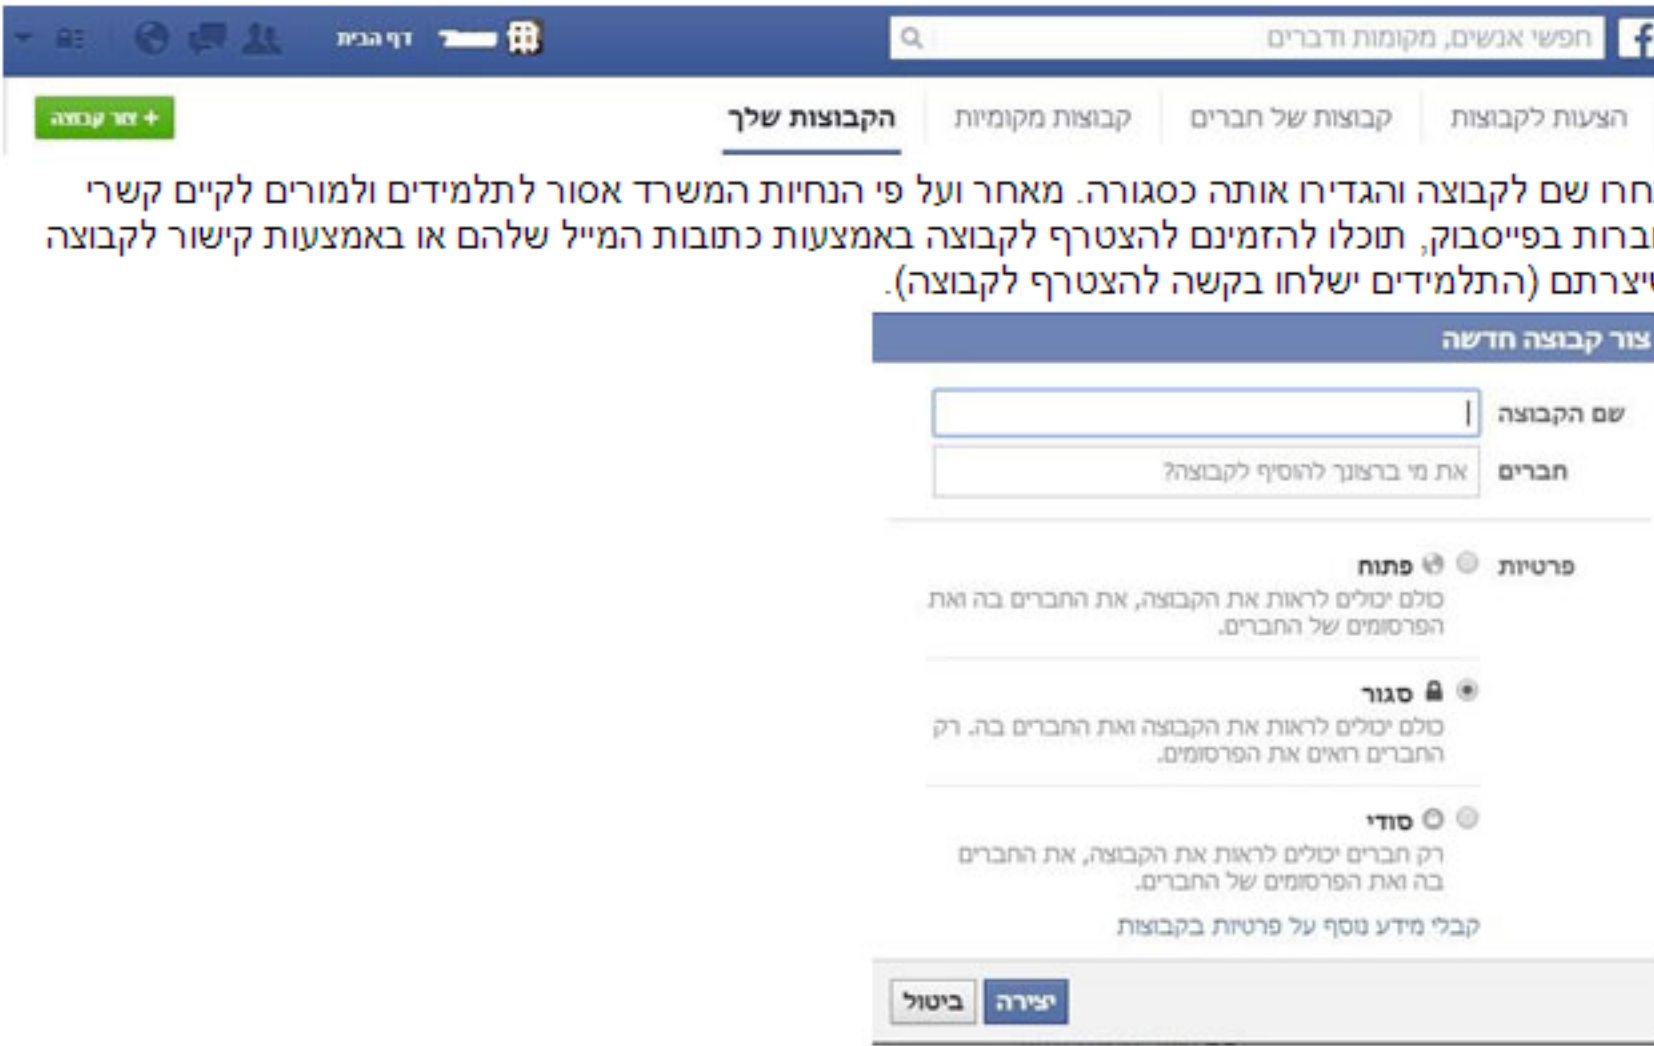 חפשי אנשים, מקומות ודברים
דף הבית
הצעות לקבוצות
קבוצות של חברים
קבוצות מקומיות
הקבוצות שלך
+ צור קבוצה
חרו שם לקבוצה והגדירו אותה כסגורה. מאחר ועל פי הנחיות המשרד אסור לתלמידים ולמורים לקיים קשרי
וברות בפייסבוק, תוכלו להזמינם להצטרף לקבוצה באמצעות כתובות המייל שלהם או באמצעות קישור לקבוצה
יצרתם (התלמידים ישלחו בקשה להצטרף לקבוצה).
צור קבוצה חדשה
שם הקבוצה
חברים את מי ברצונך להוסיף לקבוצה?
פרטיות פתוח
כולם יכולים לראות את הקבוצה, את החברים בה ואת
הפרסומים של החברים.
סגור
כולם יכולים לראות את הקבוצה ואת החברים בה. רק
החברים רואים את הפרסומים.
סודי
רק חברים יכולים לראות את הקבוצה, את החברים
בה ואת הפרסומים של החברים.
קבלי מידע נוסף על פרטיות בקבוצות
יצירה ביטול